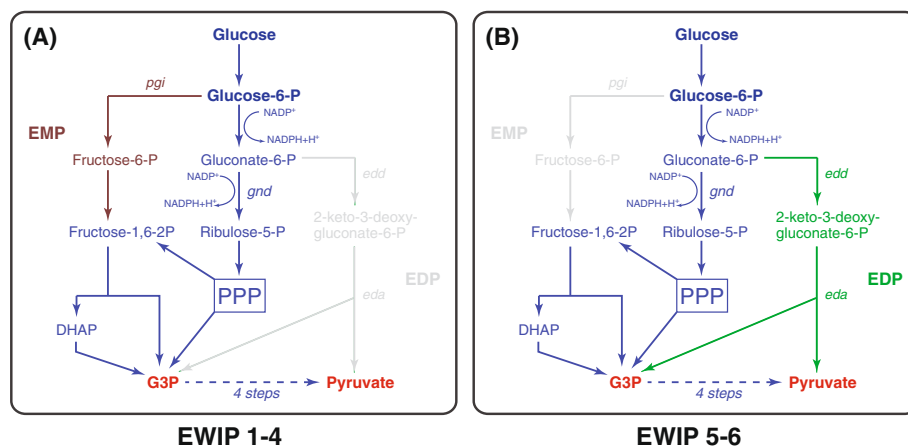 (A)
Glucose
pgi
Glucose-6-P
NADP⁺
EMP
NADPH+H⁺
Fructose-6-P
Gluconate-6-P
NADP⁺
gnd
edd
NADPH+H⁺
Fructose-1,6-2P
Ribulose-5-P
2-keto-3-deoxy-
gluconate-6-P
EDP
PPP
eda
DHAP
G3P
4 steps
Pyruvate
EWIP 1-4
(B)
Glucose
pgi
Glucose-6-P
NADP⁺
EMP
NADPH+H⁺
Fructose-6-P
Gluconate-6-P
NADP⁺
gnd
edd
NADPH+H⁺
Fructose-1,6-2P
Ribulose-5-P
2-keto-3-deoxy-
gluconate-6-P
EDP
PPP
eda
DHAP
G3P
4 steps
Pyruvate
EWIP 5-6